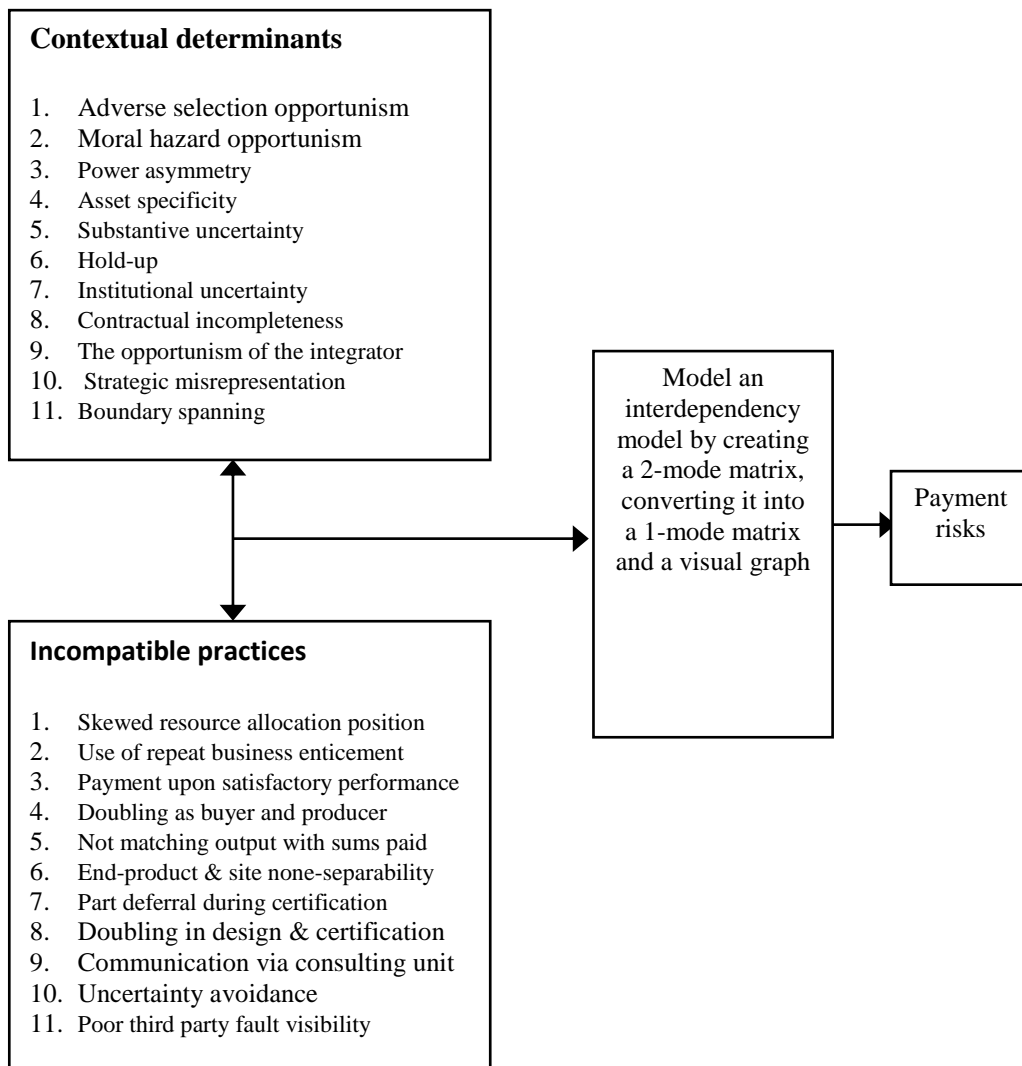 Contextual determinants
1. Adverse selection opportunism
2. Moral hazard opportunism
3. Power asymmetry
4. Asset specificity
5. Substantive uncertainty
6. Hold-up
7. Institutional uncertainty
8. Contractual incompleteness
9. The opportunism of the integrator
10. Strategic misrepresentation
11. Boundary spanning
Model an
interdependency
model by creating
a 2-mode matrix,
converting it into
a 1-mode matrix
and a visual graph
Payment
risks
Incompatible practices
1. Skewed resource allocation position
2. Use of repeat business enticement
3. Payment upon satisfactory performance
4. Doubling as buyer and producer
5. Not matching output with sums paid
6. End-product & site none-separability
7. Part deferral during certification
8. Doubling in design & certification
9. Communication via consulting unit
10. Uncertainty avoidance
11. Poor third party fault visibility